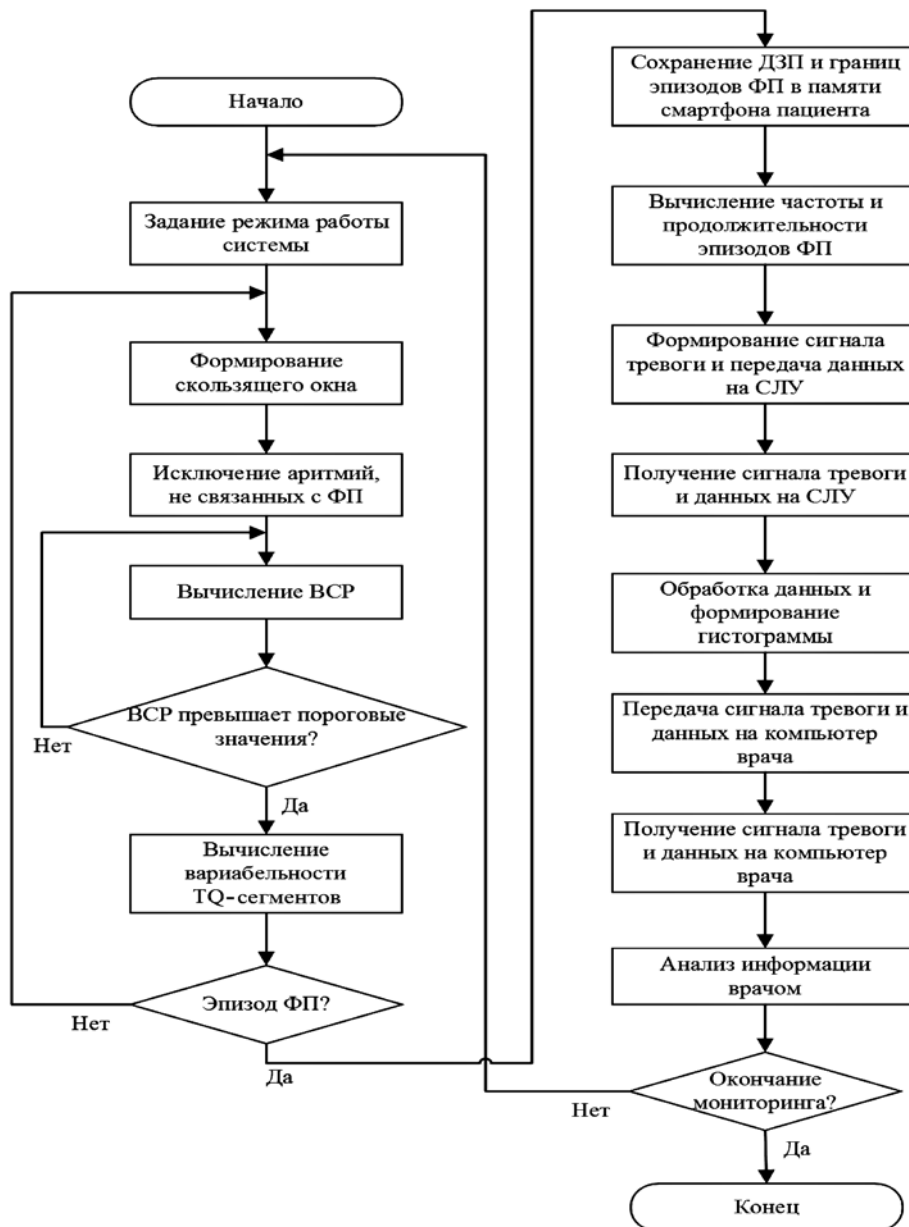 Начало
Задание режима работы
системы
Формирование
скользящего окна
Исключение аритмий,
не связанных с ФП
Вычисление ВСР
ВСР превышает пороговые
значения?
Нет
Да
Вычисление
вариабельности
TQ-сегментов
Эпизод ФП?
Нет
Да
Сохранение ДЗП и границ
эпизодов ФП в памяти
смартфона пациента
Вычисление частоты и
продолжительности
эпизодов ФП
Формирование сигнала
тревоги и передача данных
на СЛУ
Получение сигнала тревоги
и данных на СЛУ
Обработка данных и
формирование
гистограммы
Передача сигнала тревоги и
данных на компьютер
врача
Получение сигнала тревоги
и данных на компьютер
врача
Анализ информации
врачом
Окончание
мониторинга?
Нет
Да
Конец